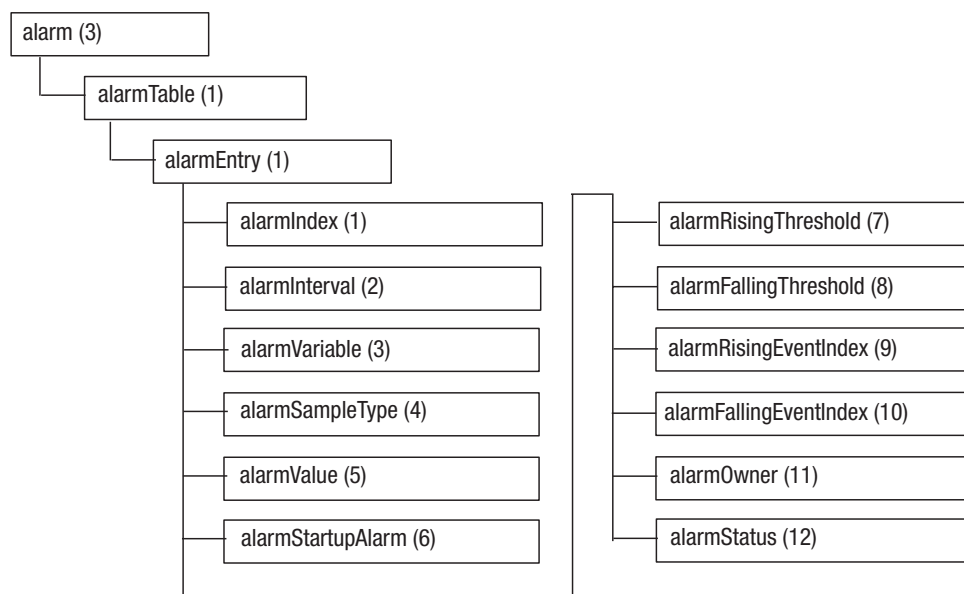 alarm (3)
alarmTable (1)
alarmEntry (1)
alarmIndex (1)
alarmInterval (2)
alarmVariable (3)
alarmSampleType (4)
alarmValue (5)
alarmStartupAlarm (6)
alarmRisingThreshold (7)
alarmFallingThreshold (8)
alarmRisingEventIndex (9)
alarmFallingEventIndex (10)
alarmOwner (11)
alarmStatus (12)